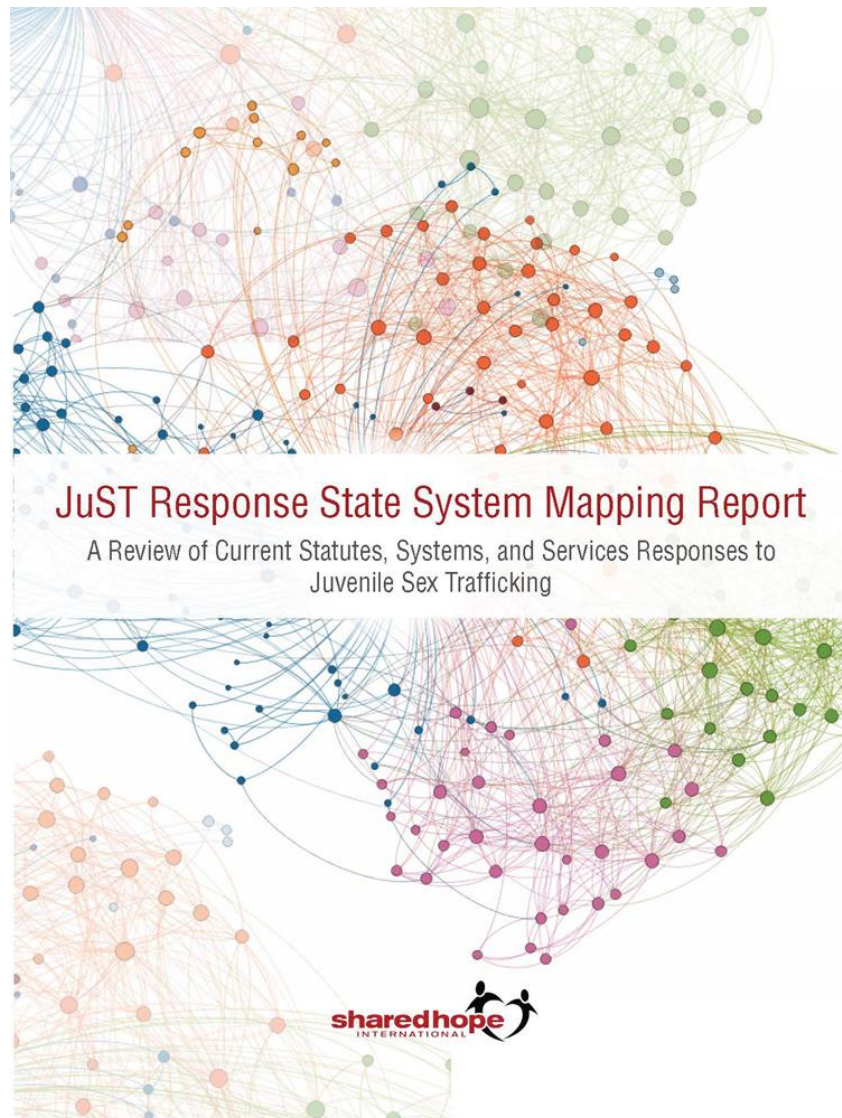 JuST Response State System Mapping Report
A Review of Current Statutes, Systems, and Services Responses to
Juvenile Sex Trafficking
sharedhope
INTERNATIONAL